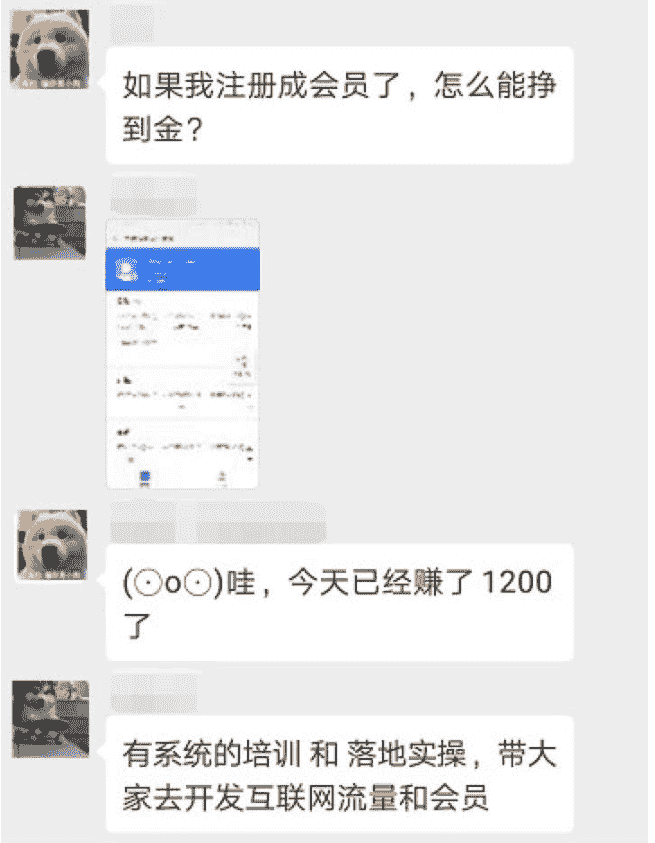 如果我注册成会员了，怎么能挣
到金？
(⊙o⊙)哇，今天已经赚了1200
了
有系统的培训 和 落地实操，带大
家去开发互联网流量和会员